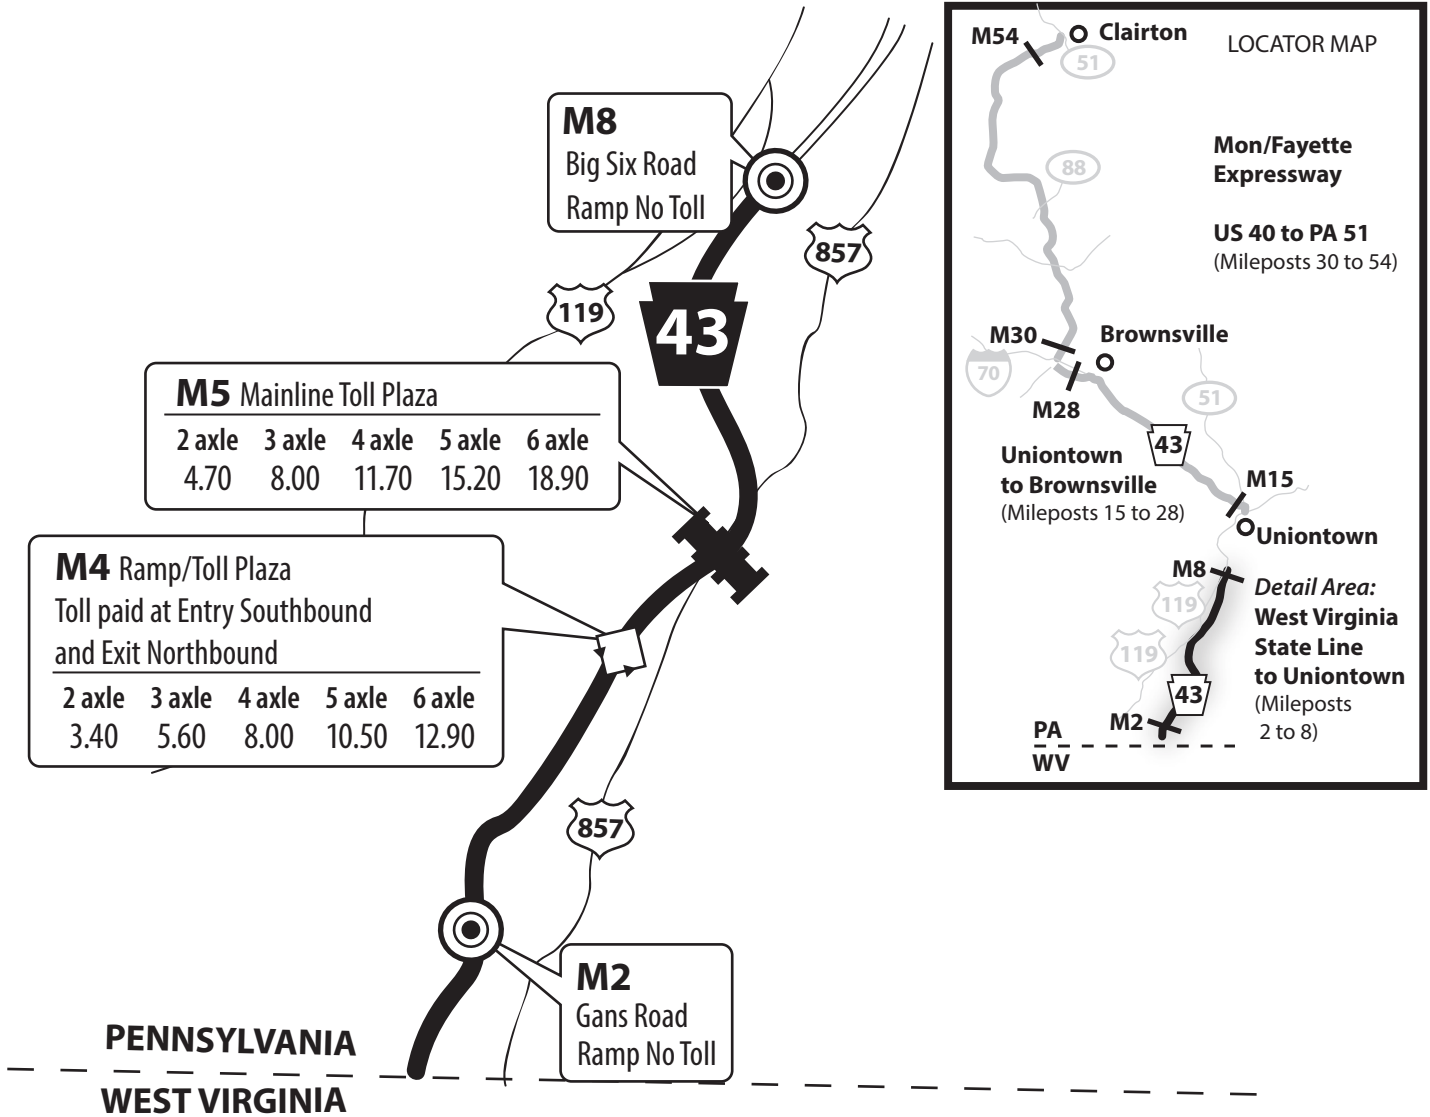 M8
Big Six Road
Ramp No Toll
857
119
43
M5 Mainline Toll Plaza
2 axle 3 axle 4 axle 5 axle 6 axle
4.70 8.00 11.70 15.20 18.90
M4 Ramp/Toll Plaza
Toll paid at Entry Southbound
and Exit Northbound
2 axle 3 axle 4 axle 5 axle 6 axle
3.40 5.60 8.00 10.50 12.90
857
M2
Gans Road
Ramp No Toll
PENNSYLVANIA
WEST VIRGINIA
LOCATOR MAP
M54
Clairton
51
Mon/Fayette
Expressway
88
US 40 to PA 51
(Mileposts 30 to 54)
M30
Brownsville
70
M28
51
43
Uniontown
to Brownsville
(Mileposts 15 to 28)
M15
Uniontown
M8
Detail Area:
West Virginia
State Line
to Uniontown
(Mileposts
2 to 8)
119
119
43
M2
PA
WV